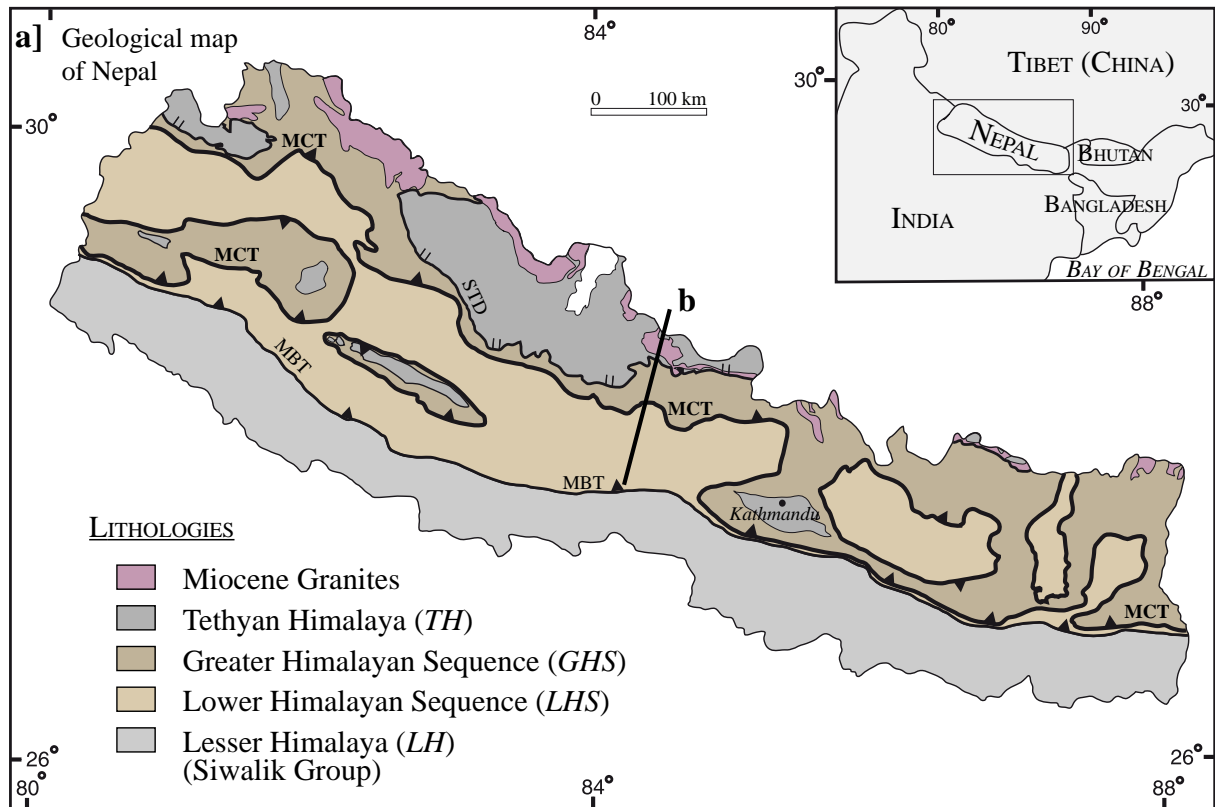 a] Geological map
of Nepal
84°
0 100 km
30°
MCT
MCT
STD
MBT
b
MCT
MBT
Kathmandu
MCT
80° 90°
30°
30°
TIBET (CHINA)
NEPAL
BHUTAN
BANGLADESH
INDIA
BAY OF BENGAL
88°
LITHOLOGIES
Miocene Granites
Tethyan Himalaya (TH)
Greater Himalayan Sequence (GHS)
Lower Himalayan Sequence (LHS)
Lesser Himalaya (LH)
(Siwalik Group)
26°
26°
80°
84°
88°